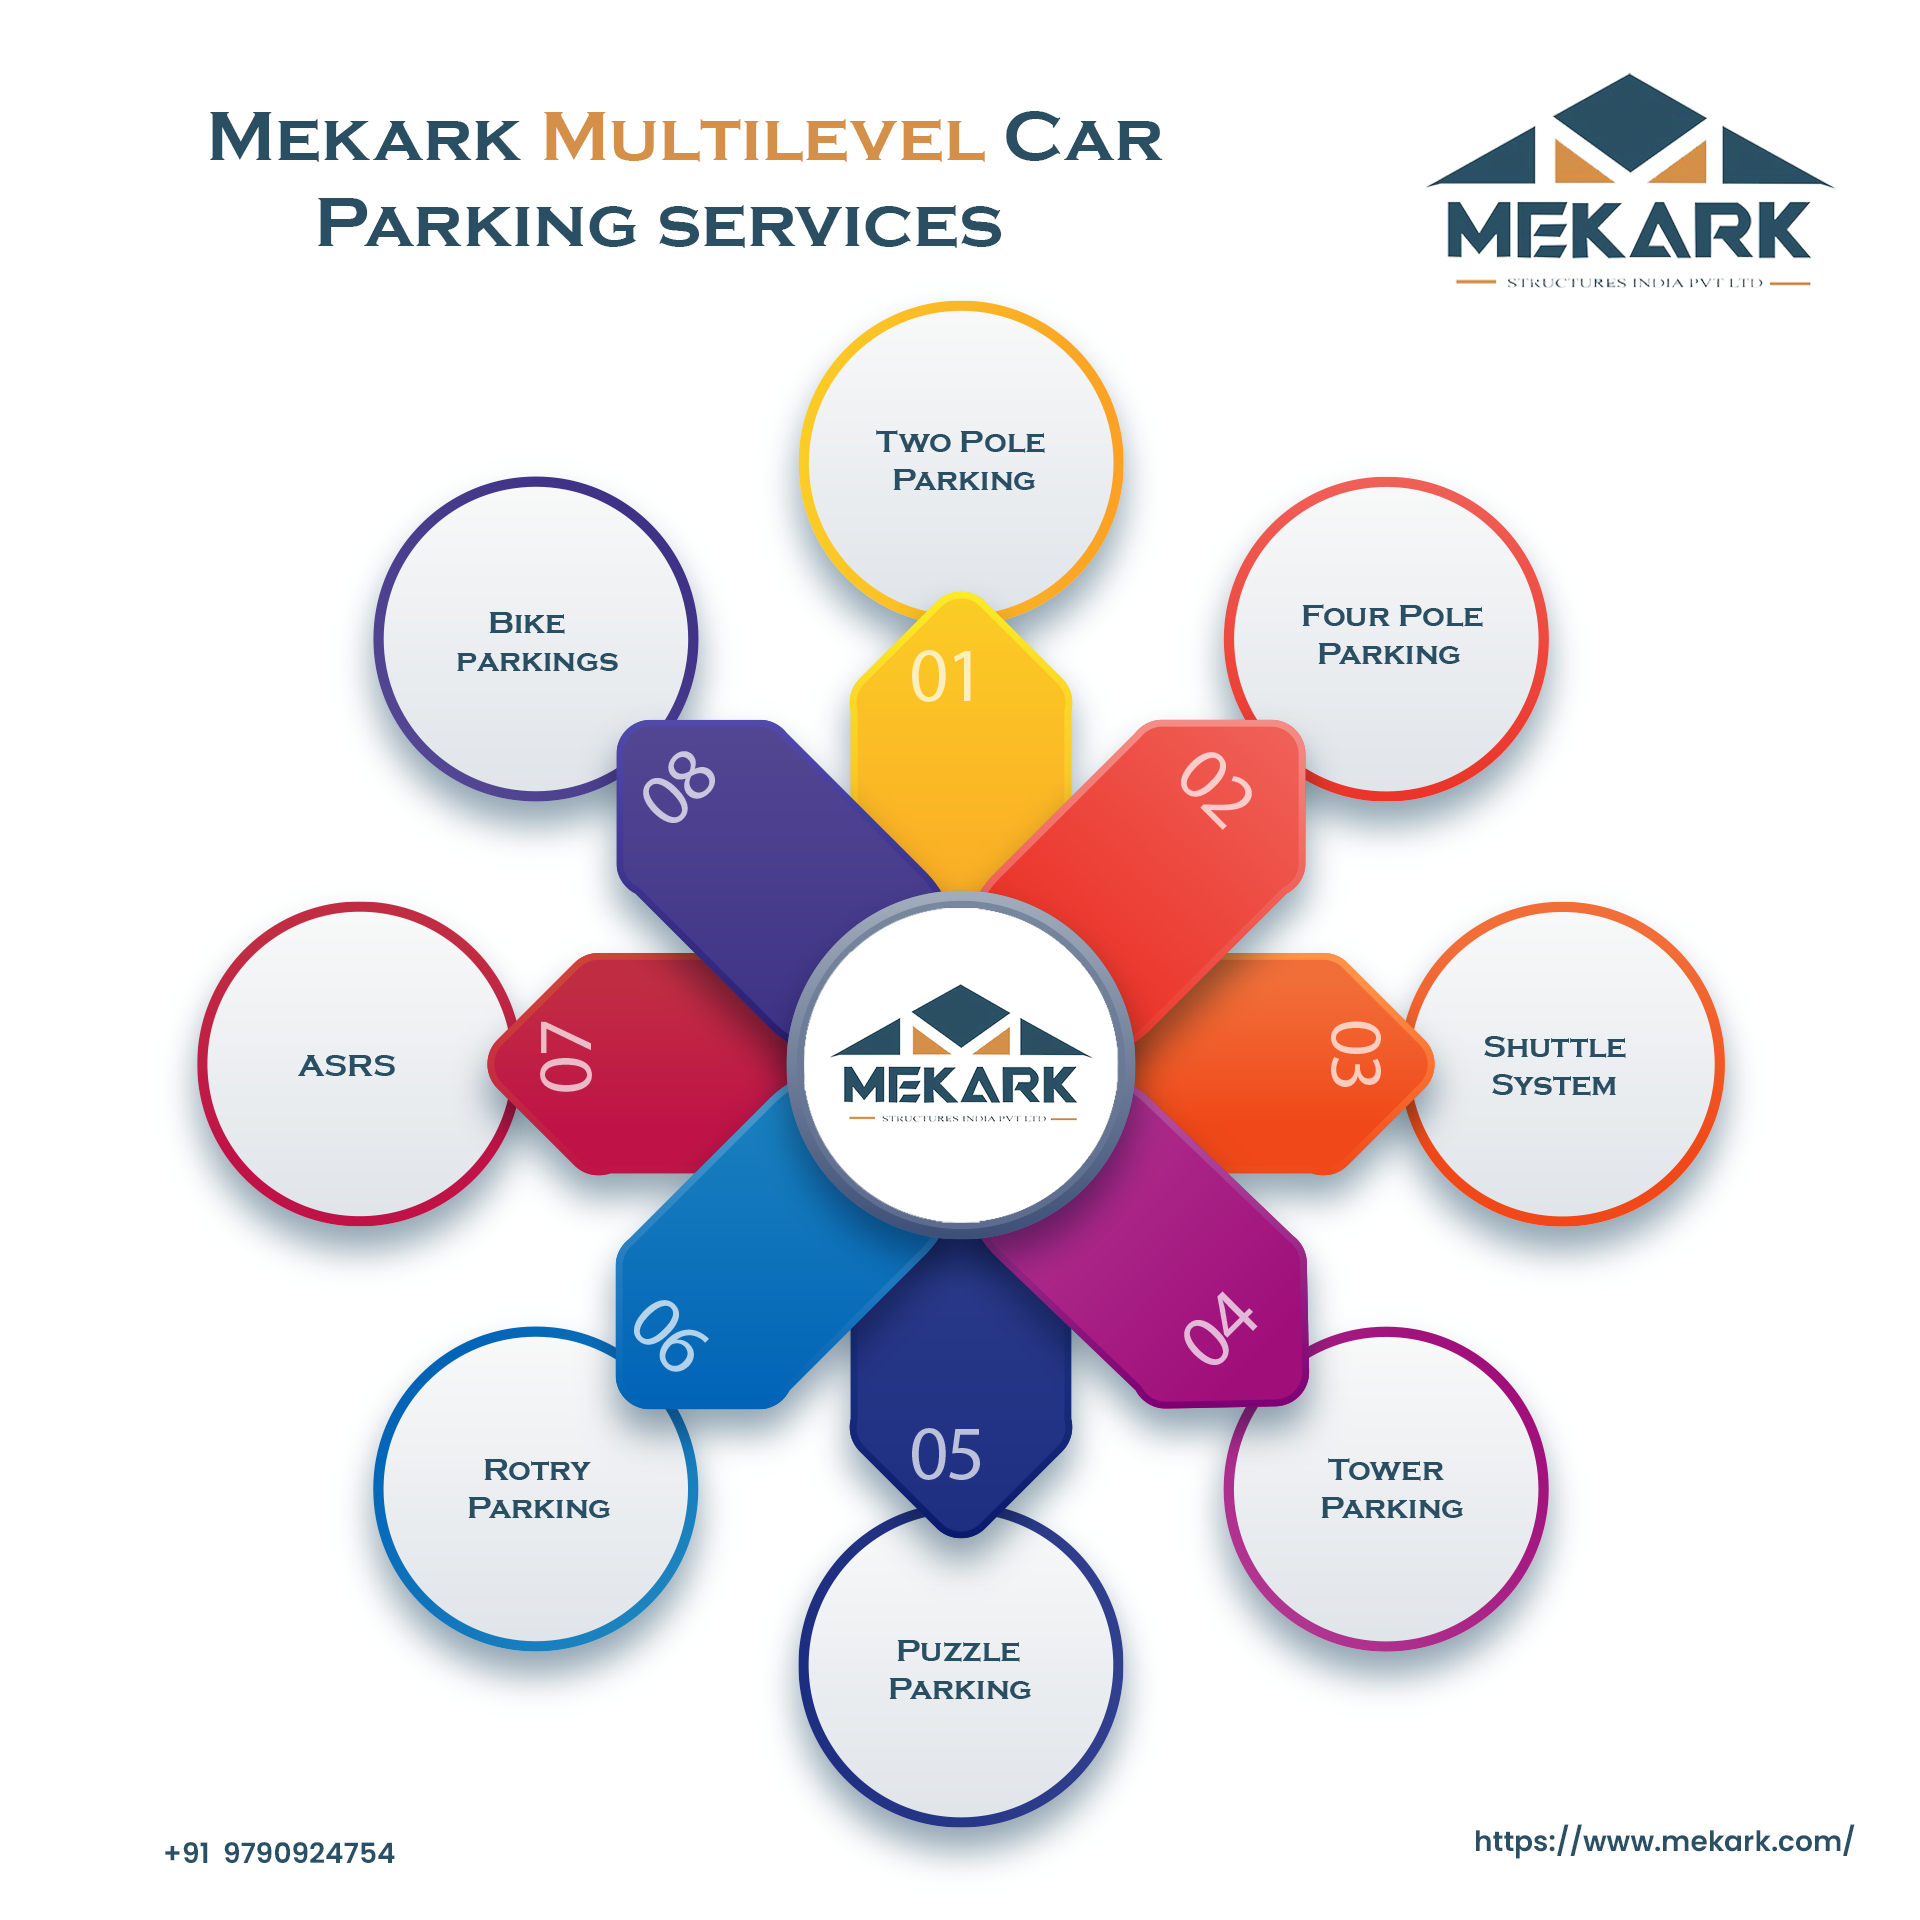 Mekark Multilevel Car
Parking services
MEKARK
STRUCTURES INDIA PVT LTD
Two Pole
Parking
01
Four Pole
Parking
02
Shuttle
System
03
Tower
Parking
04
Puzzle
Parking
05
Rotry
Parking
06
ASRS
07
Bike
parkings
08
MEKARK
STRUCTURES INDIA PVT LTD
+91 9790924754
https://www.mekark.com/